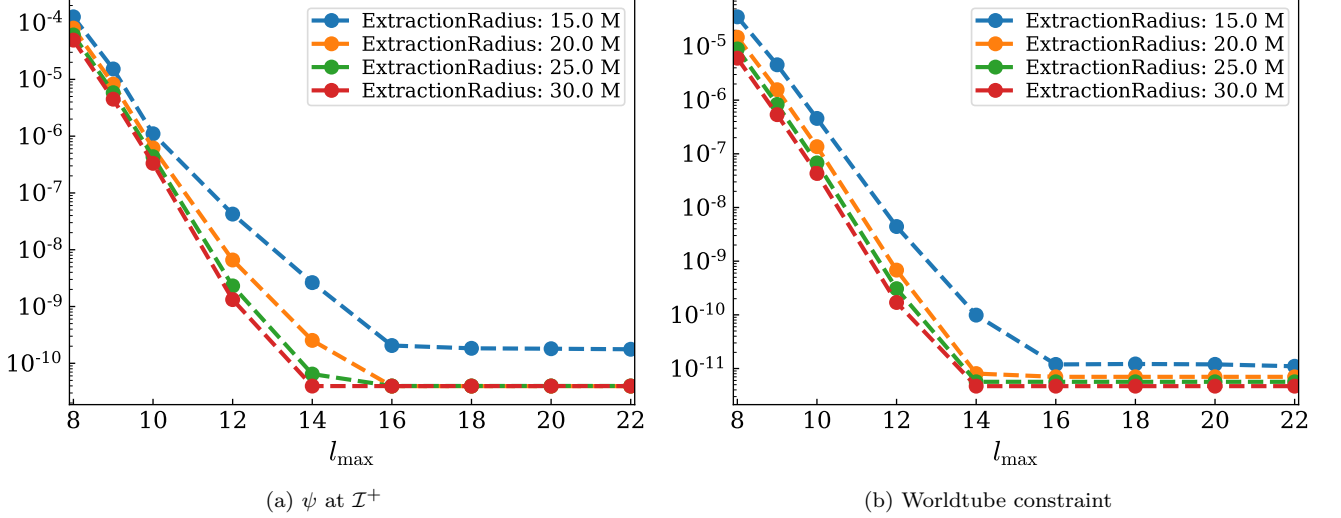 10⁻⁴
10⁻⁵
10⁻⁶
10⁻⁷
10⁻⁸
10⁻⁹
10⁻¹⁰
ExtractionRadius: 15.0 M
ExtractionRadius: 20.0 M
ExtractionRadius: 25.0 M
ExtractionRadius: 30.0 M
8 10 12 14 16 18 20 22
l_max
(a) ψ at ℐ⁺
10⁻⁵
10⁻⁶
10⁻⁷
10⁻⁸
10⁻⁹
10⁻¹⁰
10⁻¹¹
ExtractionRadius: 15.0 M
ExtractionRadius: 20.0 M
ExtractionRadius: 25.0 M
ExtractionRadius: 30.0 M
8 10 12 14 16 18 20 22
l_max
(b) Worldtube constraint